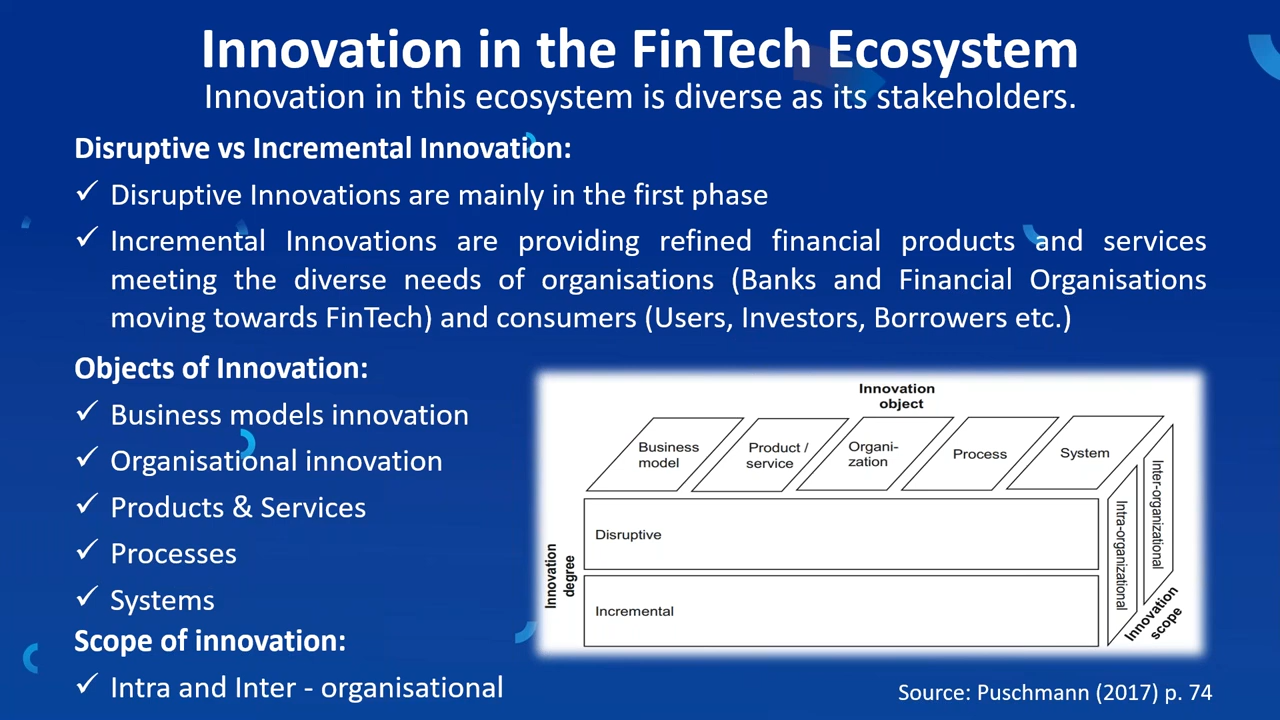 Innovation in the FinTech Ecosystem
Innovation in this ecosystem is diverse as its stakeholders.
Disruptive vs Incremental Innovation:
✓ Disruptive Innovations are mainly in the first phase
✓ Incremental Innovations are providing refined financial products and services
meeting the diverse needs of organisations (Banks and Financial Organisations
moving towards FinTech) and consumers (Users, Investors, Borrowers etc.)
Objects of Innovation:
✓ Business models innovation
✓ Organisational innovation
✓ Products & Services
✓ Processes
✓ Systems
Scope of innovation:
✓ Intra and Inter - organisational
Innovation
object
Business
model
Product /
service
Organi-
zation
Process
System
Innovation
degree
Disruptive
Incremental
Intra-organizational
Inter-organizational
Innovation
scope
Source: Puschmann (2017) p. 74